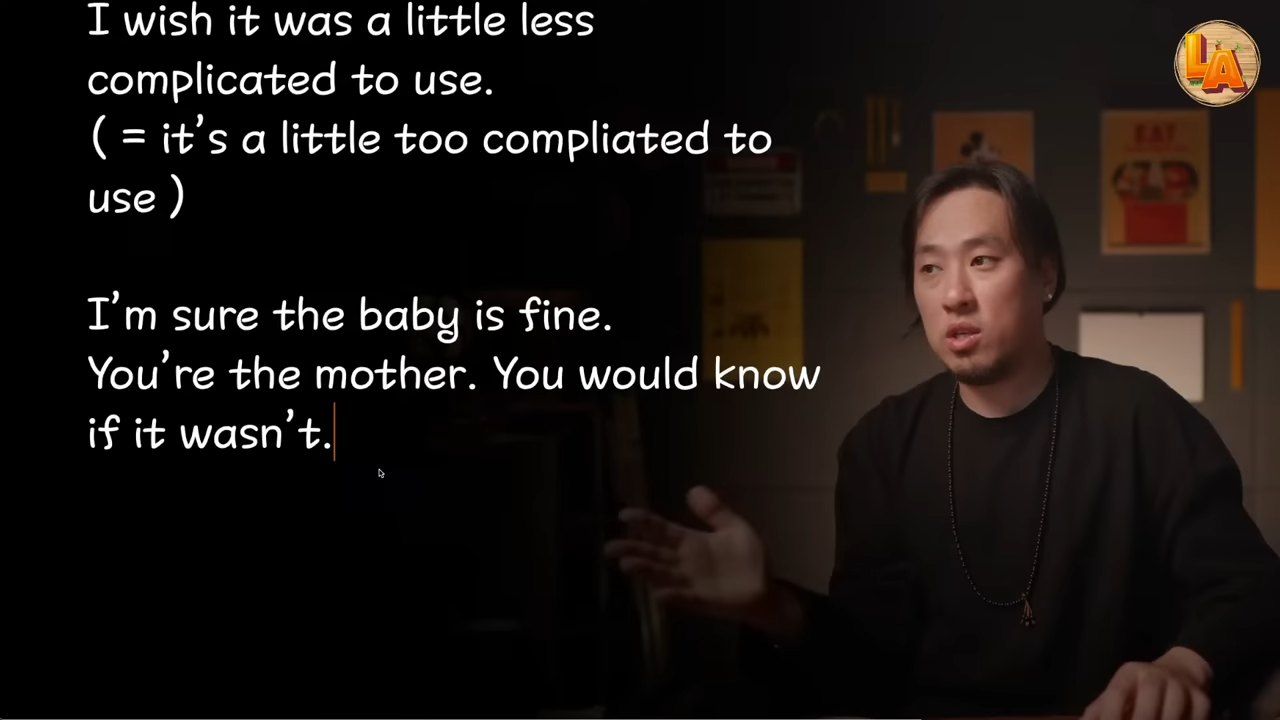 I wish it was a little less
complicated to use.
( = it's a little too compliated to
use )
I'm sure the baby is fine.
You're the mother. You would know
if it wasn't.
LA
EAT